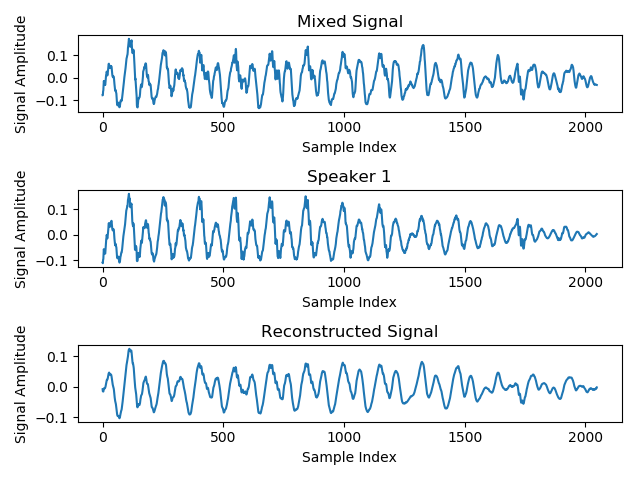 Mixed Signal
Signal Amplitude
0.1
0.0
−0.1
0 500 1000 1500 2000
Sample Index
Speaker 1
Signal Amplitude
0.1
0.0
−0.1
0 500 1000 1500 2000
Sample Index
Reconstructed Signal
Signal Amplitude
0.1
0.0
−0.1
0 500 1000 1500 2000
Sample Index